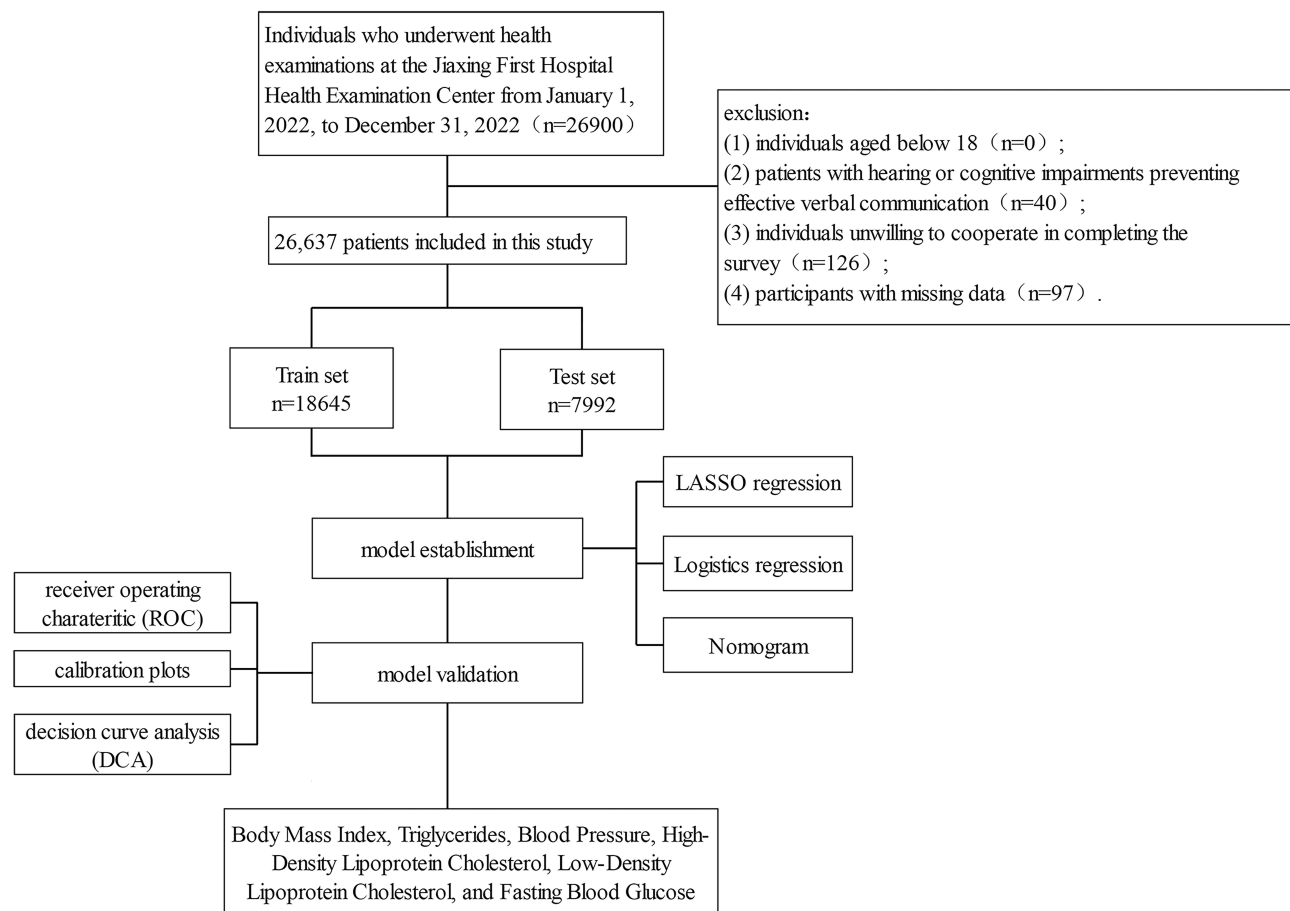 Individuals who underwent health
examinations at the Jiaxing First Hospital
Health Examination Center from January 1,
2022, to December 31, 2022（n=26900）
exclusion：
(1) individuals aged below 18（n=0）;
(2) patients with hearing or cognitive impairments preventing
effective verbal communication（n=40）;
(3) individuals unwilling to cooperate in completing the
survey（n=126）;
(4) participants with missing data（n=97）.
26,637 patients included in this study
Train set
n=18645
Test set
n=7992
model establishment
LASSO regression
Logistics regression
Nomogram
model validation
receiver operating
charateritic (ROC)
calibration plots
decision curve analysis
(DCA)
Body Mass Index, Triglycerides, Blood Pressure, High-
Density Lipoprotein Cholesterol, Low-Density
Lipoprotein Cholesterol, and Fasting Blood Glucose